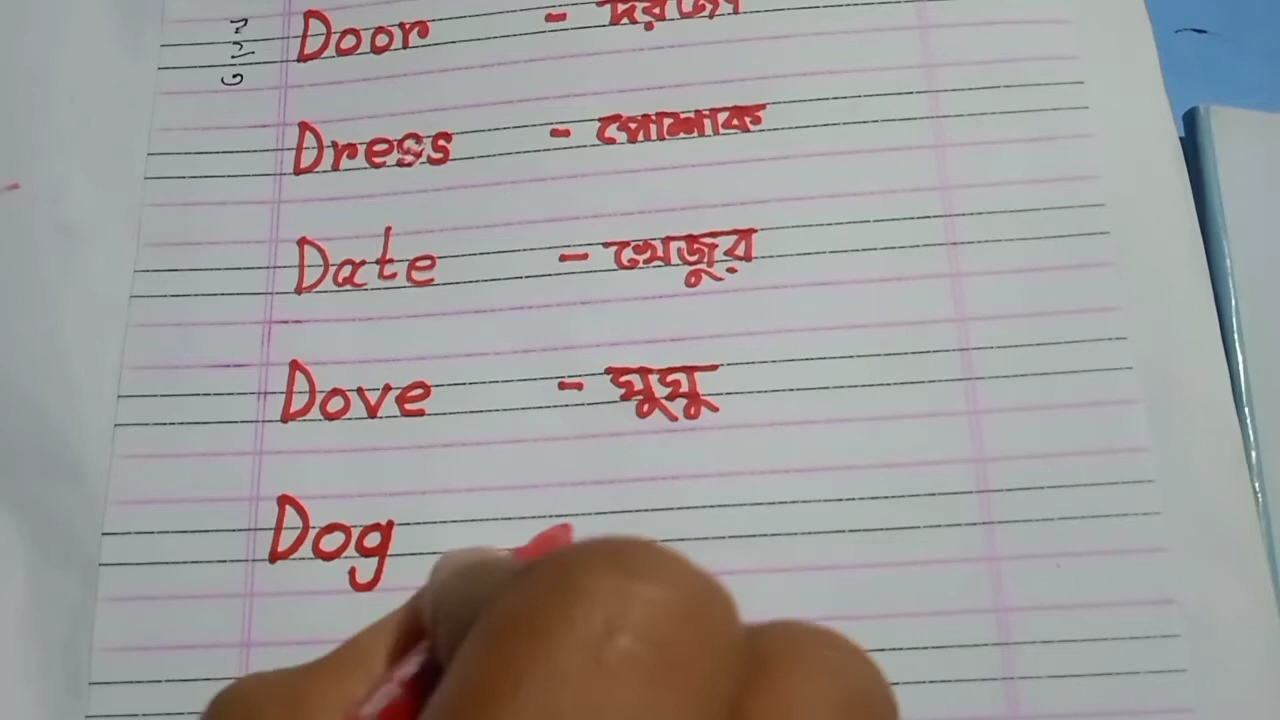 Door - দরজা
Dress - পোশাক
Date - খেজুর
Dove - ঘুঘু
Dog